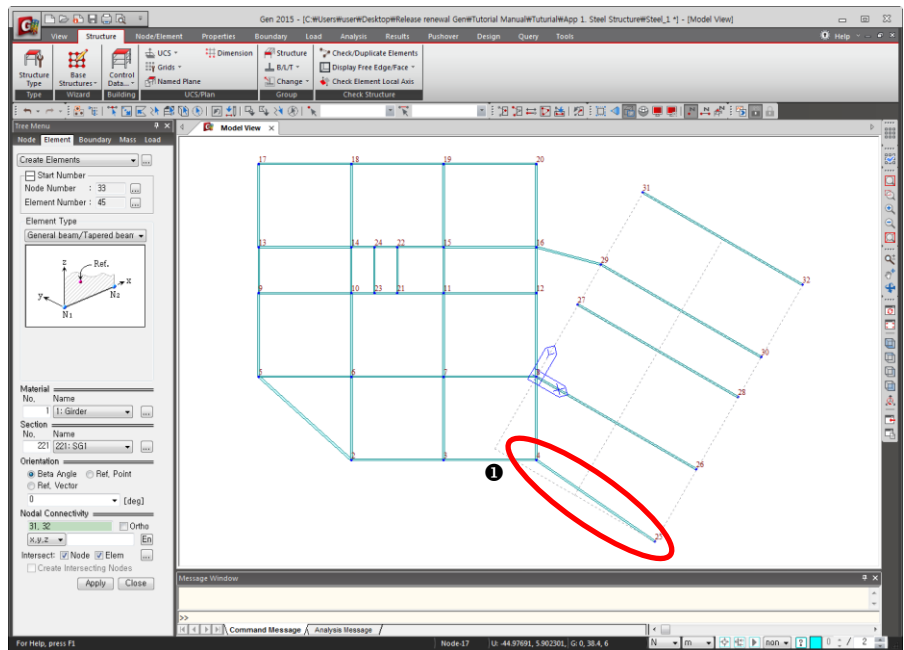 Gen 2015 - [C:₩Users₩user₩Desktop₩Release renewal Gen₩Tutorial Manual₩Tuturial₩App 1. Steel Structure₩Steel_1 *] - [Model View]
View Structure Node/Element Properties Boundary Load Analysis Results Pushover Design Query Tools Help
Structure Type
Base Structures
Control Data...
UCS
Grids
Named Plane
Dimension
Structure
B/L/T
Change
Check/Duplicate Elements
Display Free Edge/Face
Check Element Local Axis
Type Wizard Building UCS/Plan Group Check Structure
Tree Menu
Node Element Boundary Mass Load
Model View
Create Elements
Start Number
Node Number : 33
Element Number : 45
Element Type
General beam/Tapered beam
z Ref.
x
y
N1 N2
Material
No. Name
1 1: Girder
Section
No. Name
221 221: SG1
Orientation
Beta Angle Ref. Point
Ref. Vector
0 [deg]
Nodal Connectivity
31, 32 Ortho
x,y,z En
Intersect: Node Elem
Create Intersecting Nodes
Apply Close
17 18 19 20
31
13 14 24 22 15 16
29
32
9 10 23 21 11 12
27
30
5 6 7 8
28
2 3 4
26
25
❶
Message Window
>>
Command Message Analysis Message
For Help, press F1
Node-17 U: -44.97691, 5.902301, G: 0, 38.4, 6
N m non ? 0 / 2